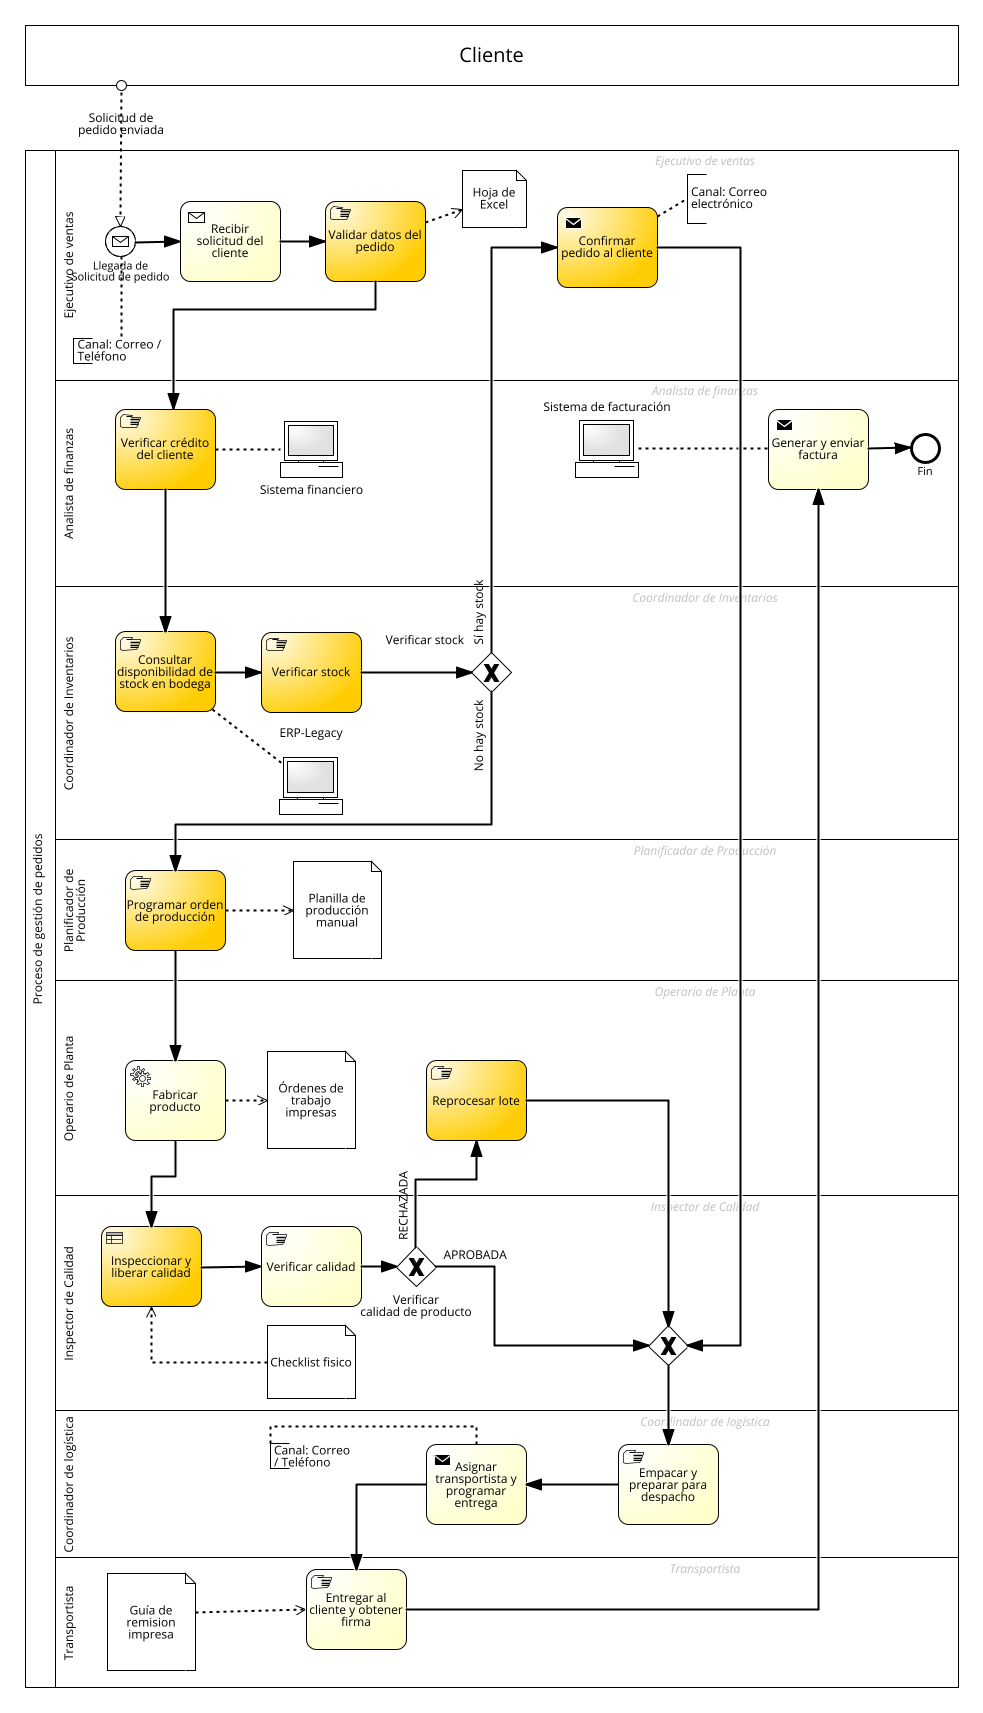 Cliente
Solicitud de
pedido enviada
Proceso de gestión de pedidos
Ejecutivo de ventas
Ejecutivo de ventas
Llegada de
Solicitud de pedido
Canal: Correo /
Teléfono
Recibir
solicitud del
cliente
Validar datos del
pedido
Hoja de
Excel
Confirmar
pedido al cliente
Canal: Correo
electrónico
Analista de finanzas
Analista de finanzas
Verificar crédito
del cliente
Sistema financiero
Sistema de facturación
Generar y enviar
factura
Fin
Coordinador de Inventarios
Coordinador de Inventarios
Consultar
disponibilidad de
stock en bodega
Verificar stock
Verificar stock
Sí hay stock
No hay stock
ERP-Legacy
Planificador de
Producción
Planificador de Producción
Programar orden
de producción
Planilla de
producción
manual
Operario de Planta
Operario de Planta
Fabricar
producto
Órdenes de
trabajo
impresas
Reprocesar lote
Inspector de Calidad
Inspector de Calidad
RECHAZADA
Inspeccionar y
liberar calidad
Verificar calidad
APROBADA
Verificar
calidad de producto
Checklist fisico
Coordinador de logística
Coordinador de logística
Canal: Correo
/ Teléfono
Asignar
transportista y
programar
entrega
Empacar y
preparar para
despacho
Transportista
Transportista
Guía de
remision
impresa
Entregar al
cliente y obtener
firma